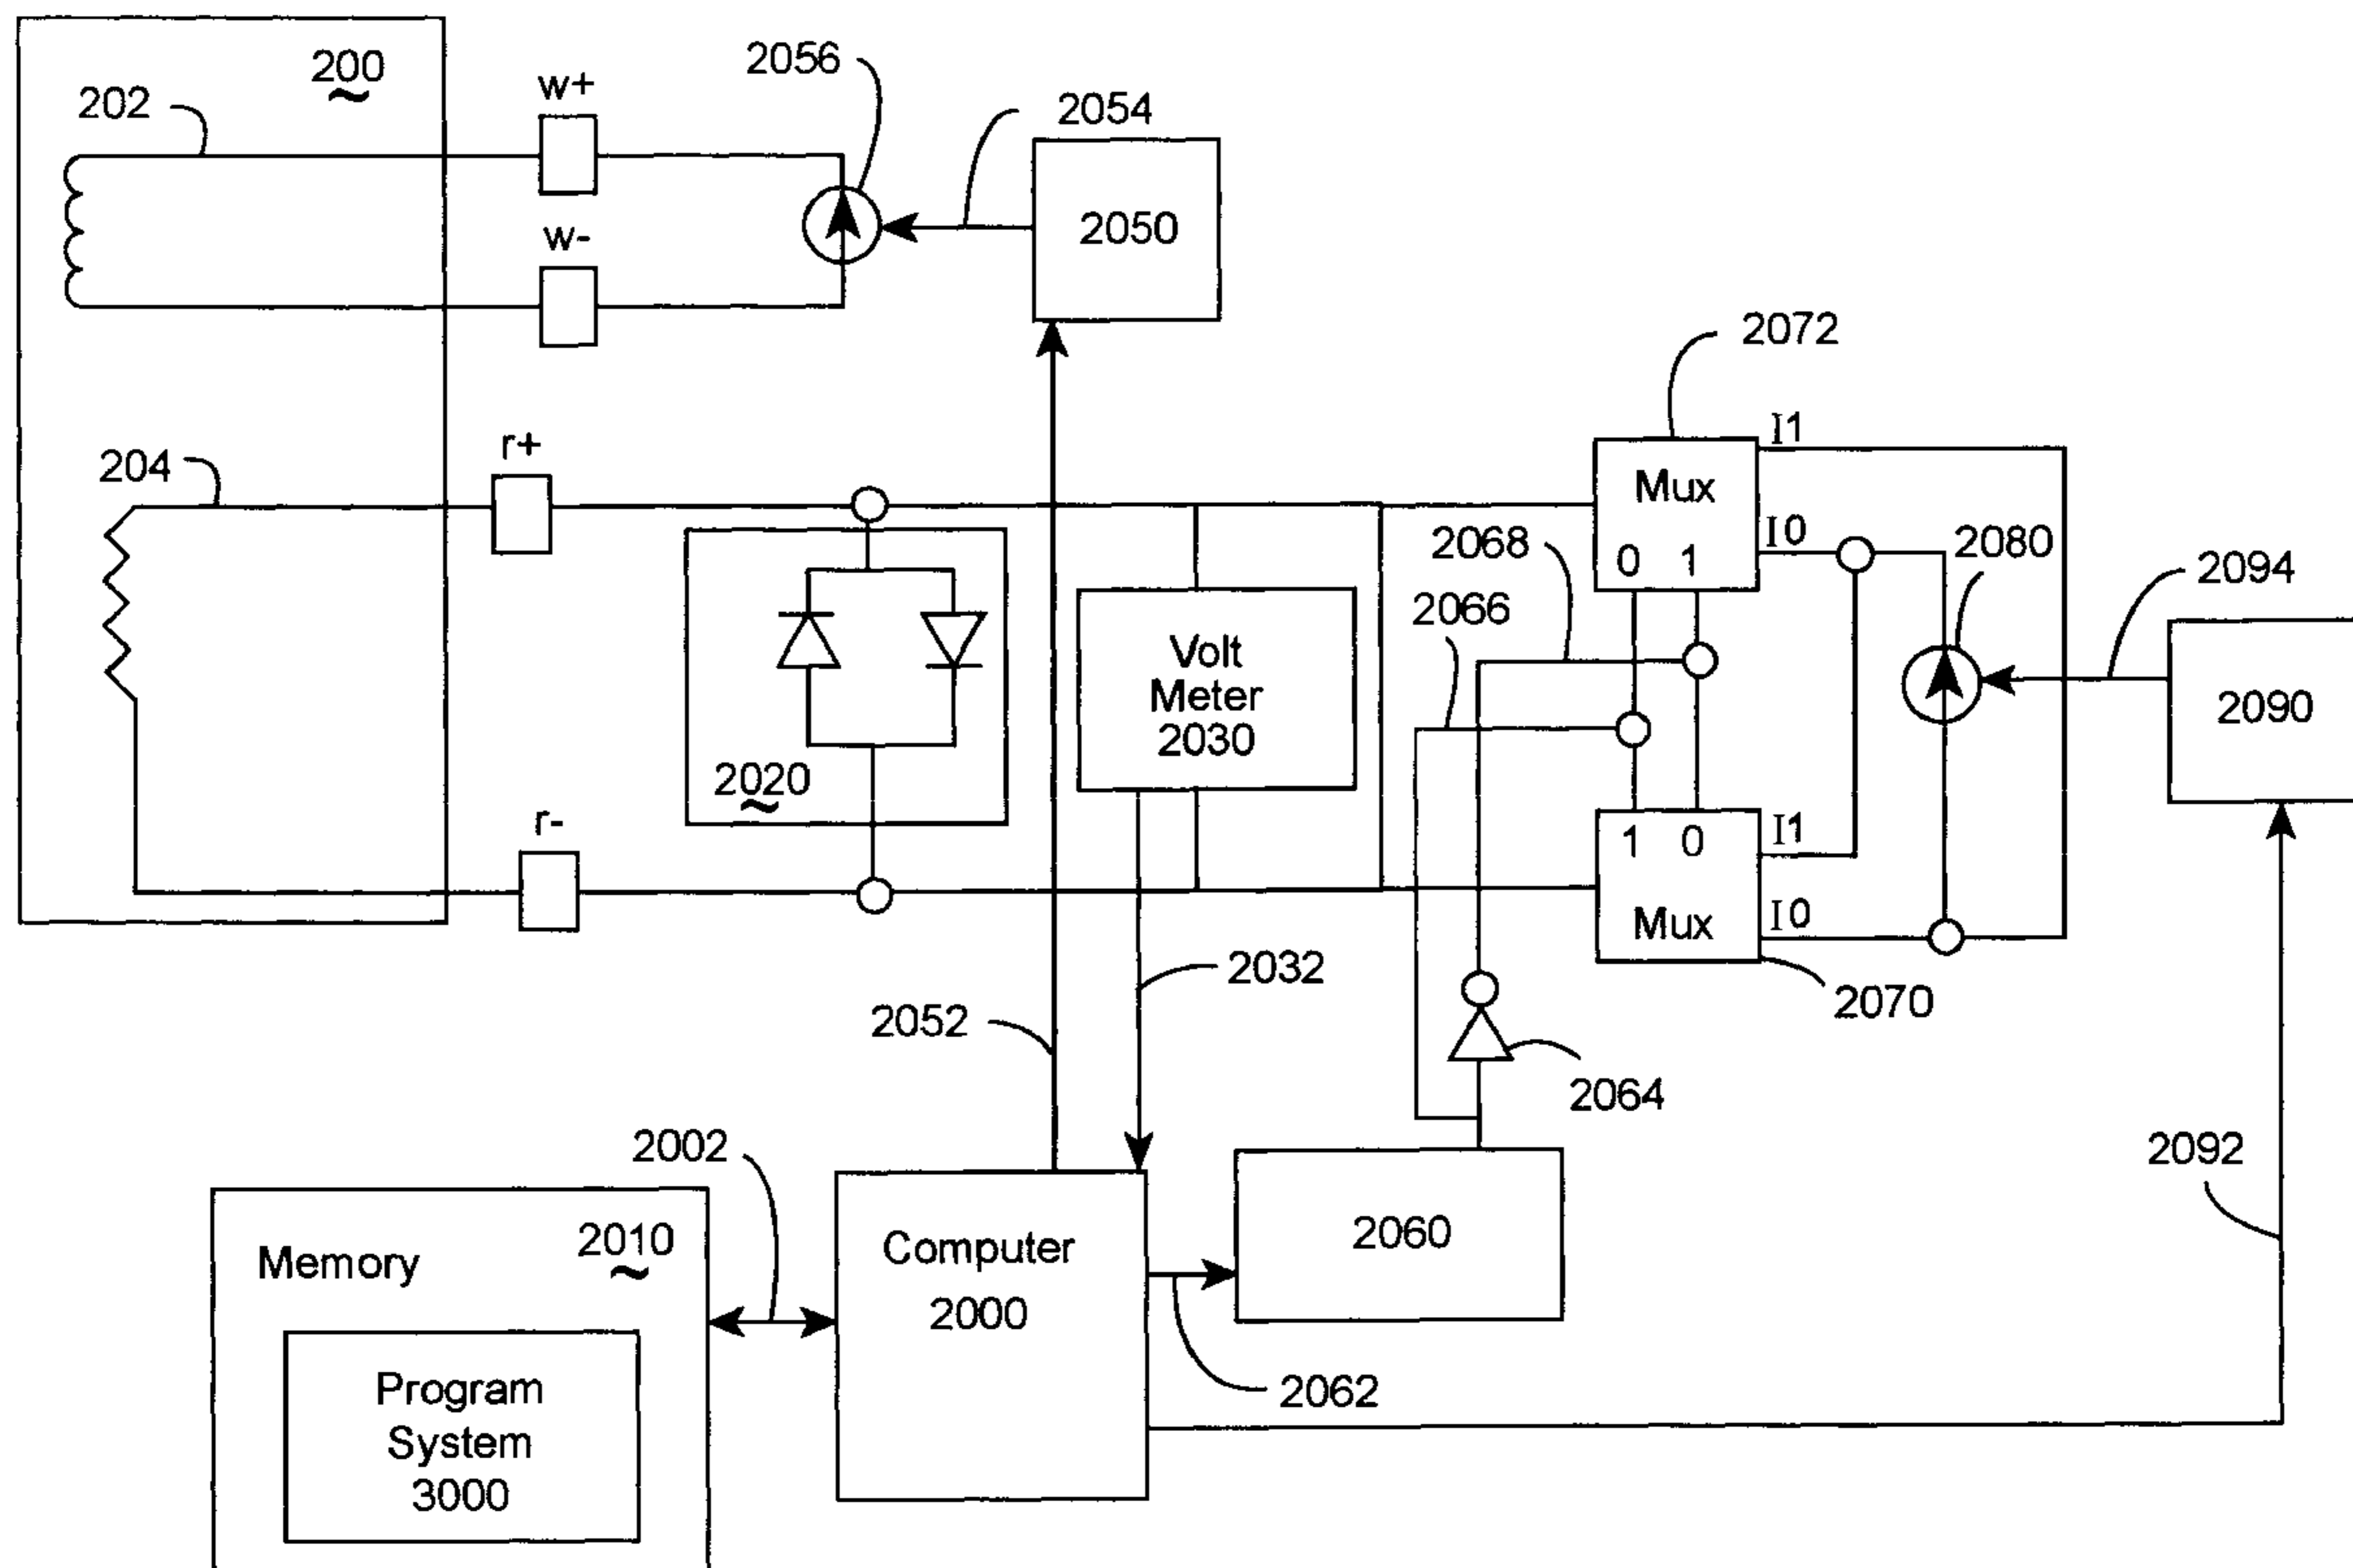 200
202
w+
2056
2054
2050
w-
2072
I1
204
r+
Mux
I0
0 1
2068
2080
2094
2066
Volt
Meter
2030
2090
2020
r-
1 0
I1
Mux
I0
2070
2032
2052
2064
2002
2092
Memory
2010
Computer
2000
2060
2062
Program
System
3000